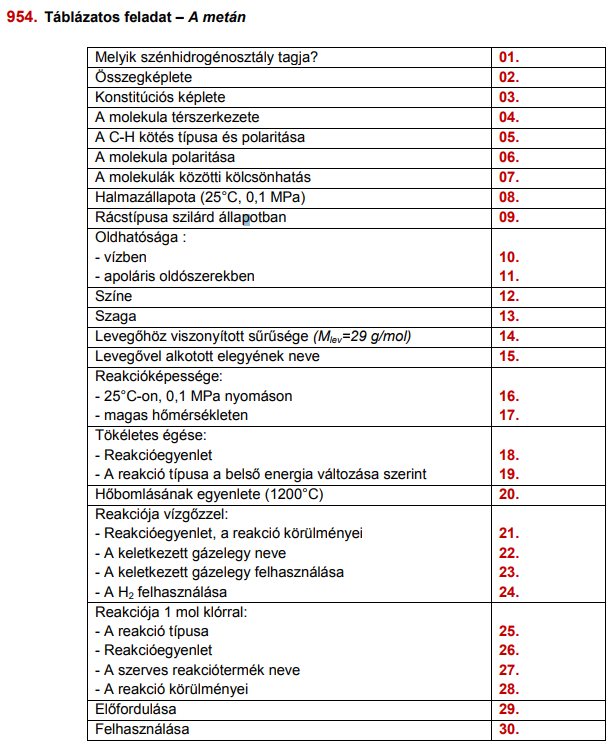 954. Táblázatos feladat – A metán
Melyik szénhidrogénosztály tagja? 01.
Összegképlete 02.
Konstitúciós képlete 03.
A molekula térszerkezete 04.
A C-H kötés típusa és polaritása 05.
A molekula polaritása 06.
A molekulák közötti kölcsönhatás 07.
Halmazállapota (25°C, 0,1 MPa) 08.
Rácstípusa szilárd állapotban 09.
Oldhatósága :
- vízben 10.
- apoláris oldószerekben 11.
Színe 12.
Szaga 13.
Levegőhöz viszonyított sűrűsége (Mlev=29 g/mol) 14.
Levegővel alkotott elegyének neve 15.
Reakcióképessége:
- 25°C-on, 0,1 MPa nyomáson 16.
- magas hőmérsékleten 17.
Tökéletes égése:
- Reakcióegyenlet 18.
- A reakció típusa a belső energia változása szerint 19.
Hőbomlásának egyenlete (1200°C) 20.
Reakciója vízgőzzel:
- Reakcióegyenlet, a reakció körülményei 21.
- A keletkezett gázelegy neve 22.
- A keletkezett gázelegy felhasználása 23.
- A H2 felhasználása 24.
Reakciója 1 mol klórral:
- A reakció típusa 25.
- Reakcióegyenlet 26.
- A szerves reakciótermék neve 27.
- A reakció körülményei 28.
Előfordulása 29.
Felhasználása 30.